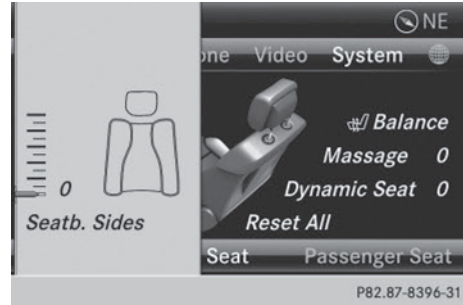 NE
one Video System
Balance
Massage 0
Dynamic Seat 0
Reset All
0
Seatb. Sides
Seat Passenger Seat
P82.87-8396-31